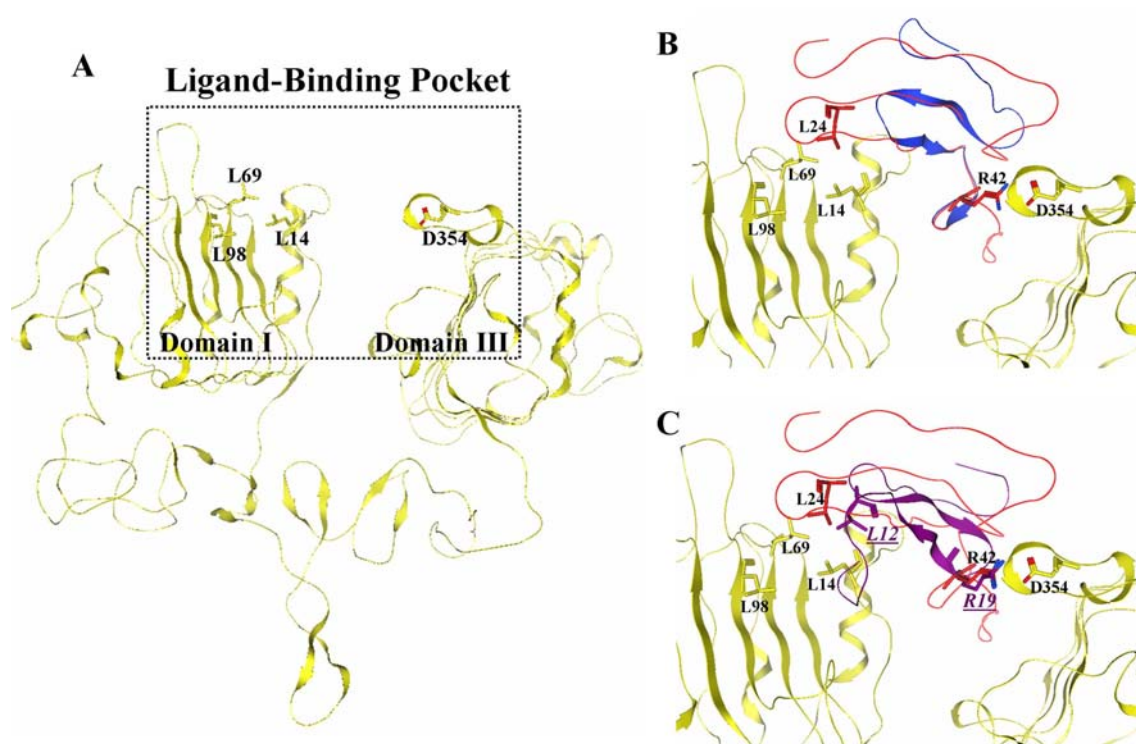 A
Ligand-Binding Pocket
L69
L14
L98
D354
Domain I
Domain III
B
L24
L69
R42
L14
D354
L98
C
L24
L12
L69
R42
L14
D354
L98
R19